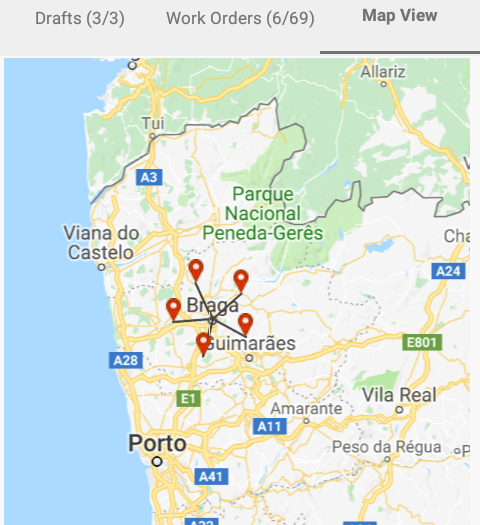 Drafts (3/3)
Work Orders (6/69)
Map View
Allariz
Tui
A3
Parque
Nacional
Peneda-Gerês
Viana do
Castelo
Cha
A24
Braga
Guimarães
E801
A28
E1
Vila Real
Amarante
A11
Porto
Peso da Régua
A41